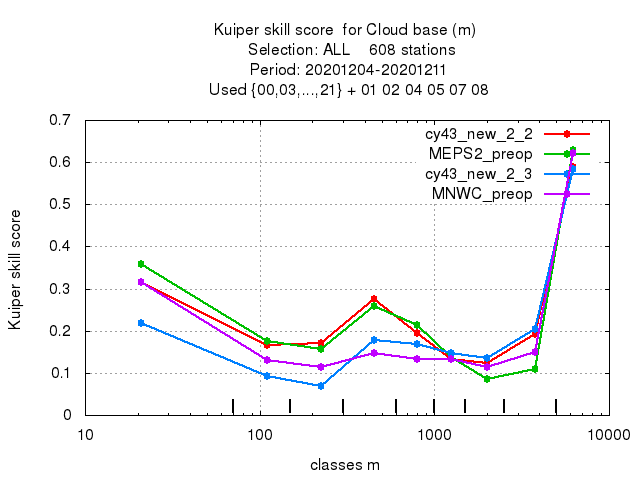 Kuiper skill score  for Cloud base (m)
Selection: ALL    608 stations
Period: 20201204-20201211
Used {00,03,...,21} + 01 02 04 05 07 08
cy43_new_2_2
MEPS2_preop
cy43_new_2_3
MNWC_preop
Kuiper skill score
0.7
0.6
0.5
0.4
0.3
0.2
0.1
0
10
100
1000
10000
classes m